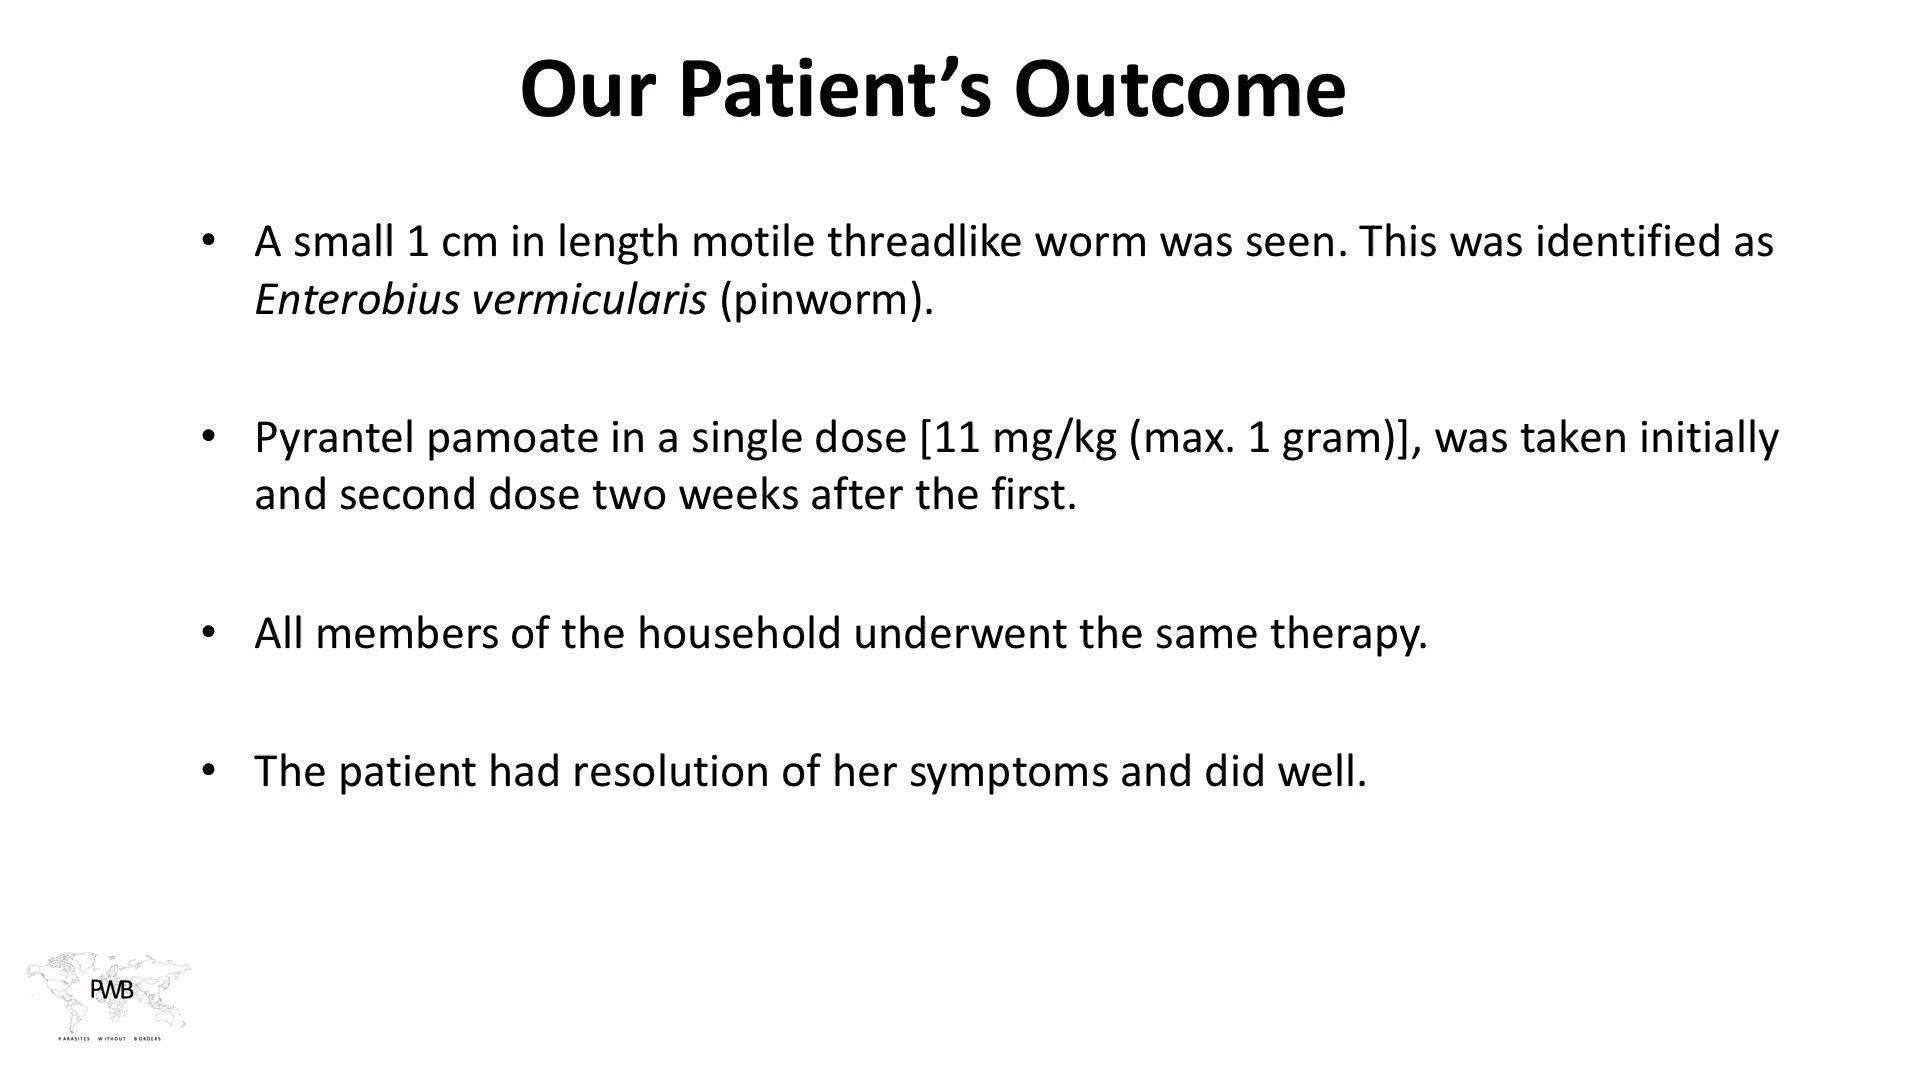 Our Patient’s Outcome
• A small 1 cm in length motile threadlike worm was seen. This was identified as
Enterobius vermicularis (pinworm).
• Pyrantel pamoate in a single dose [11 mg/kg (max. 1 gram)], was taken initially
and second dose two weeks after the first.
• All members of the household underwent the same therapy.
• The patient had resolution of her symptoms and did well.
PWB
PARASITES WITHOUT BORDERS